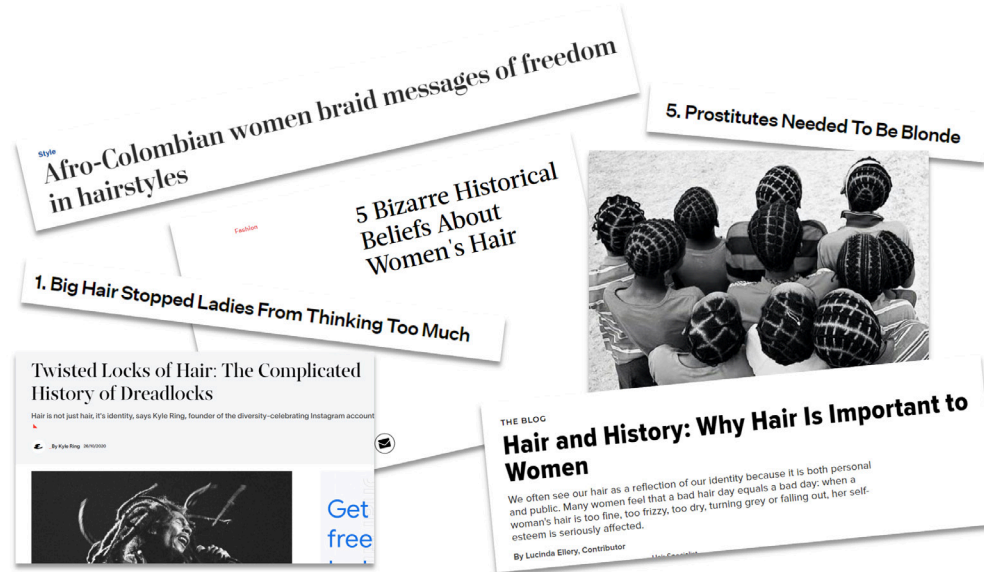 Style
Afro-Colombian women braid messages of freedom
in hairstyles
5. Prostitutes Needed To Be Blonde
Fashion
5 Bizarre Historical
Beliefs About
Women's Hair
1. Big Hair Stopped Ladies From Thinking Too Much
Twisted Locks of Hair: The Complicated
History of Dreadlocks
Hair is not just hair, it's identity, says Kyle Ring, founder of the diversity-celebrating Instagram account
By Kyle Ring 28/10/2020
Get
free
THE BLOG
Hair and History: Why Hair Is Important to
Women
We often see our hair as a reflection of our identity because it is both personal
and public. Many women feel that a bad hair day equals a bad day: when a
woman's hair is too fine, too frizzy, too dry, turning grey or falling out, her self-
esteem is seriously affected.
By Lucinda Ellery, Contributor
Hair Specialist